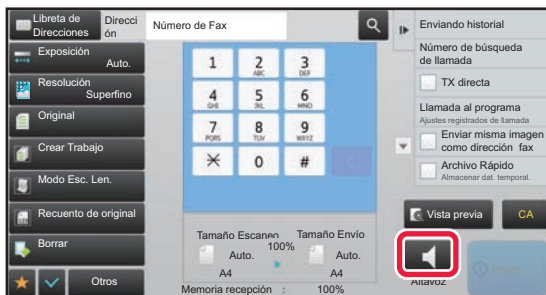 Libreta de
Direcciones
Direcci
ón
Número de Fax
Exposición
Auto.
Resolución
Superfino
Original
Crear Trabajo
Modo Esc. Len.
Recuento de original
Borrar
Otros
1
2
ABC
3
DEF
4
GHI
5
JKL
6
MNO
7
PQRS
8
TUV
9
WXYZ
0
#
C
Tamaño Escaneo
Tamaño Envio
100%
Auto.
Auto.
A4
A4
Memoria recepción : 100%
Enviando historial
Número de búsqueda
de llamada
TX directa
Llamada al programa
Ajustes registrados de llamada
Enviar misma imagen
como dirección fax
Archivo Rápido
Almacenar dat. temporal.
Vista previa
CA
Altavoz